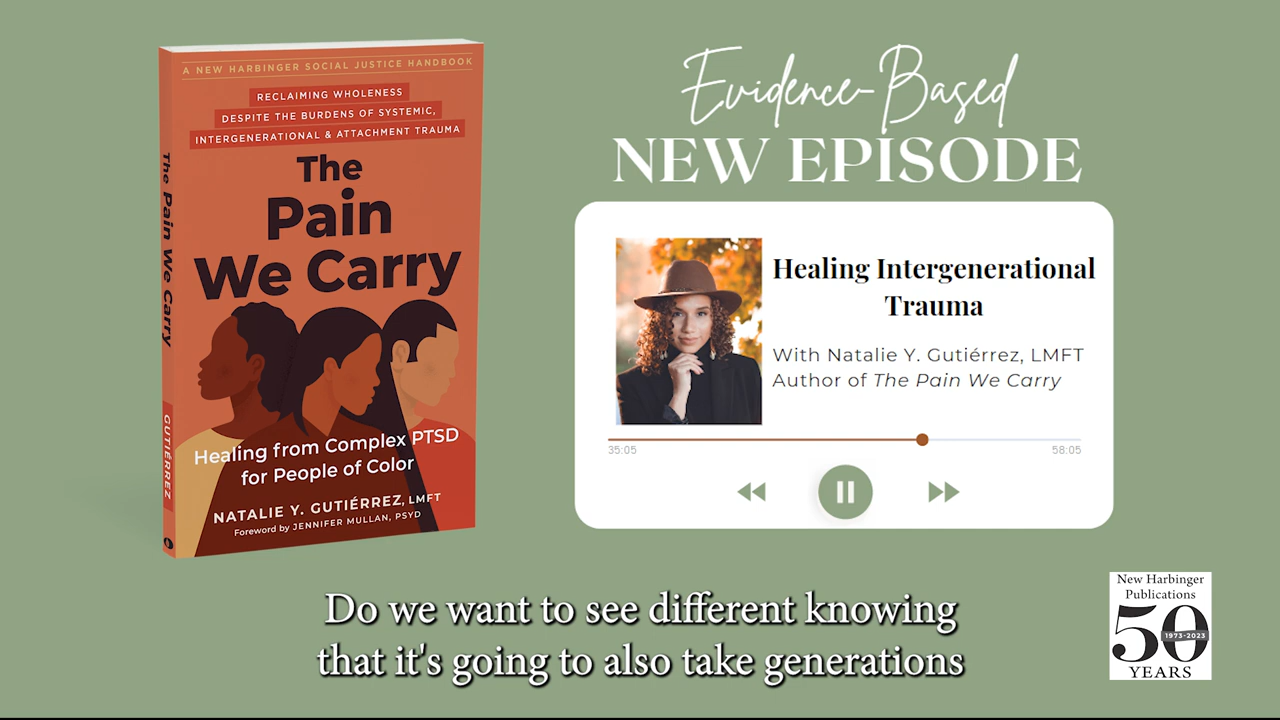 A NEW HARBINGER SOCIAL JUSTICE HANDBOOK
RECLAIMING WHOLENESS
DESPITE THE BURDENS OF SYSTEMIC,
INTERGENERATIONAL & ATTACHMENT TRAUMA
The
Pain
We Carry
Healing from Complex PTSD
for People of Color
NATALIE Y. GUTIÉRREZ, LMFT
Foreword by JENNIFER MULLAN, PSYD
The Pain We Carry
GUTIÉRREZ
Evidence-Based
NEW EPISODE
Healing Intergenerational
Trauma
With Natalie Y. Gutiérrez, LMFT
Author of The Pain We Carry
35:05
58:05
Do we want to see different knowing
that it's going to also take generations
New Harbinger
Publications
50
1973-2023
YEARS